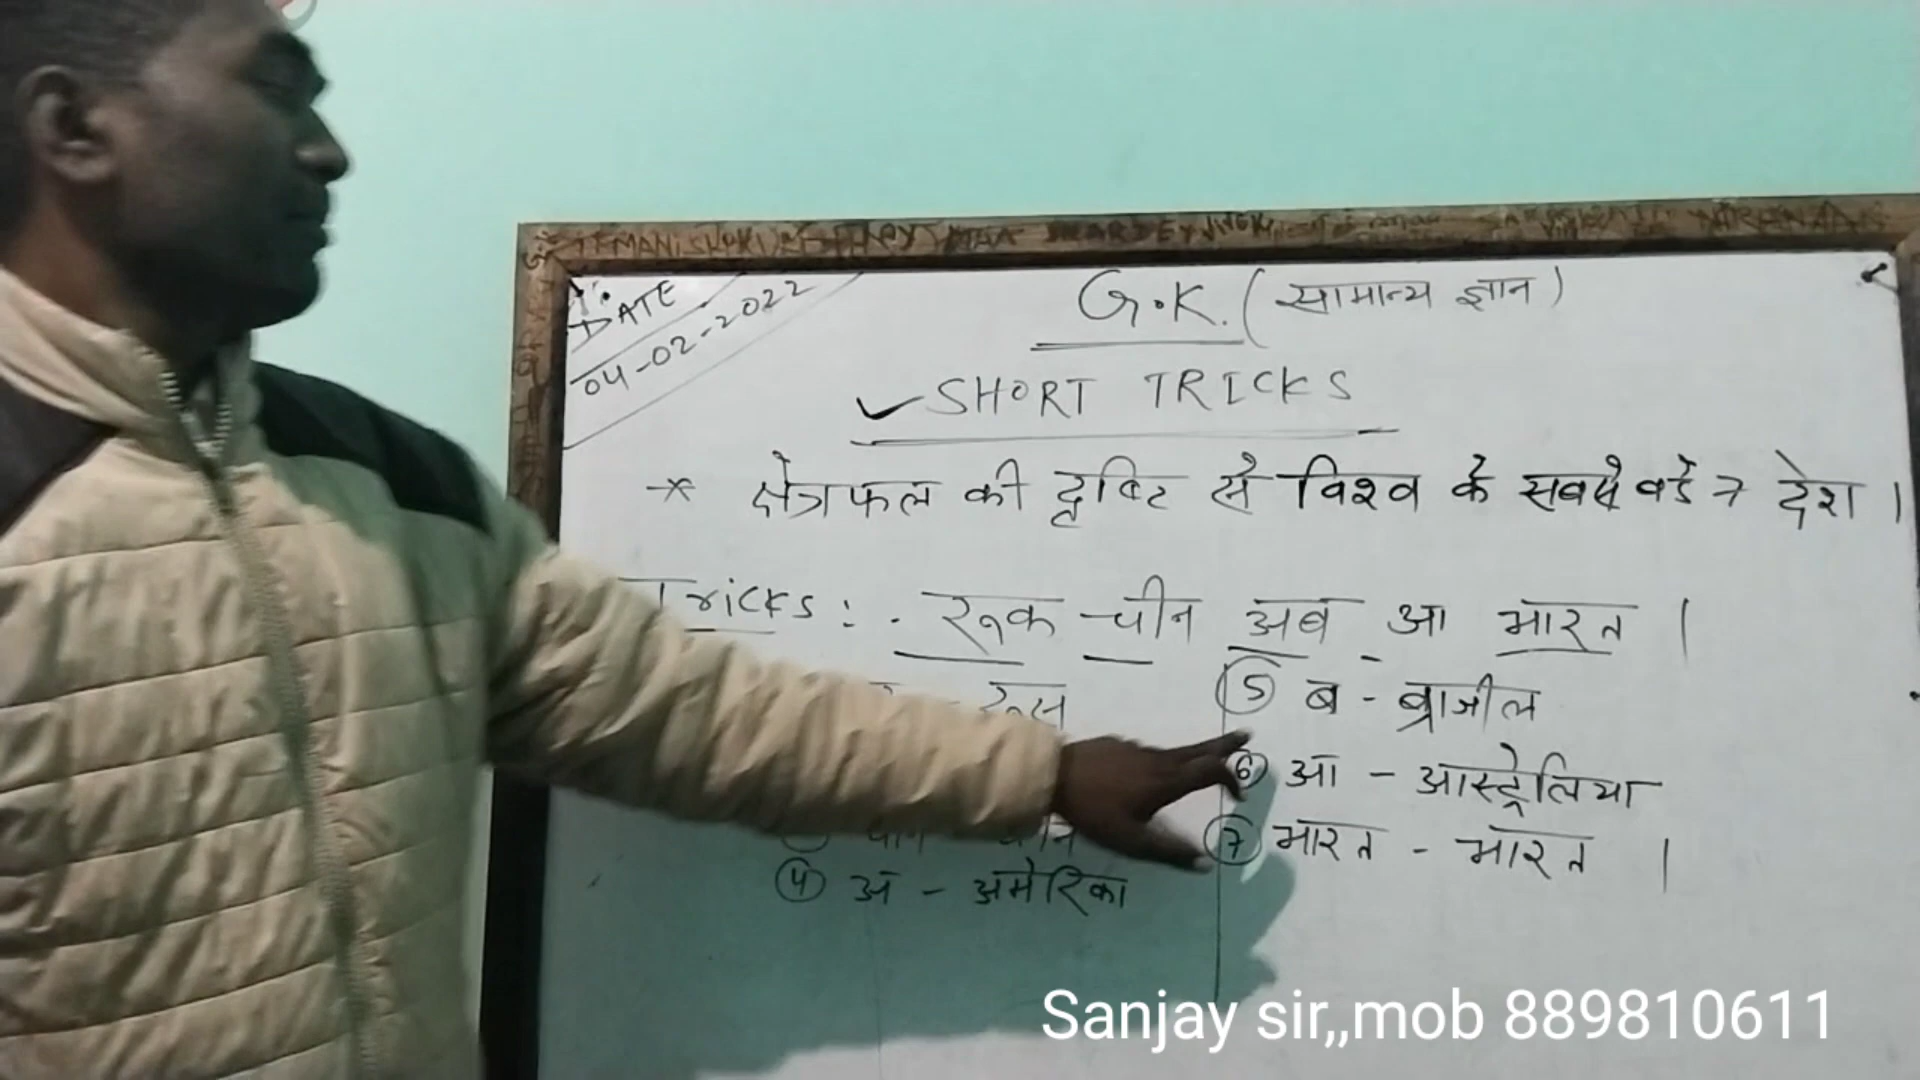 DATE
04-02-2022
G.K. (सामान्य ज्ञान)
SHORT TRICKS
* क्षेत्रफल की दृष्टि से विश्व के सबसे बडे 7 देश ।
Tricks :- रूक चीन अब आ भारत ।
- रूस
④ अ - अमेरिका
⑤ ब - ब्राजील
⑥ आ - आस्ट्रेलिया
⑦ भारत - भारत ।
Sanjay sir,,mob 889810611